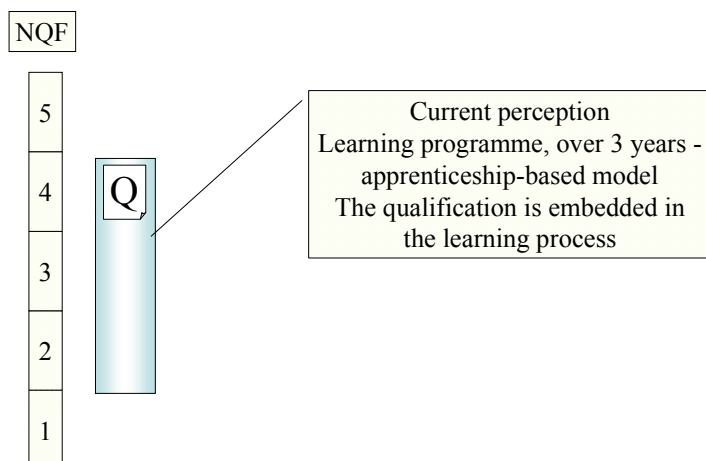 NQF
5
4
3
2
1
Q
Current perception
Learning programme, over 3 years -
apprenticeship-based model
The qualification is embedded in
the learning process